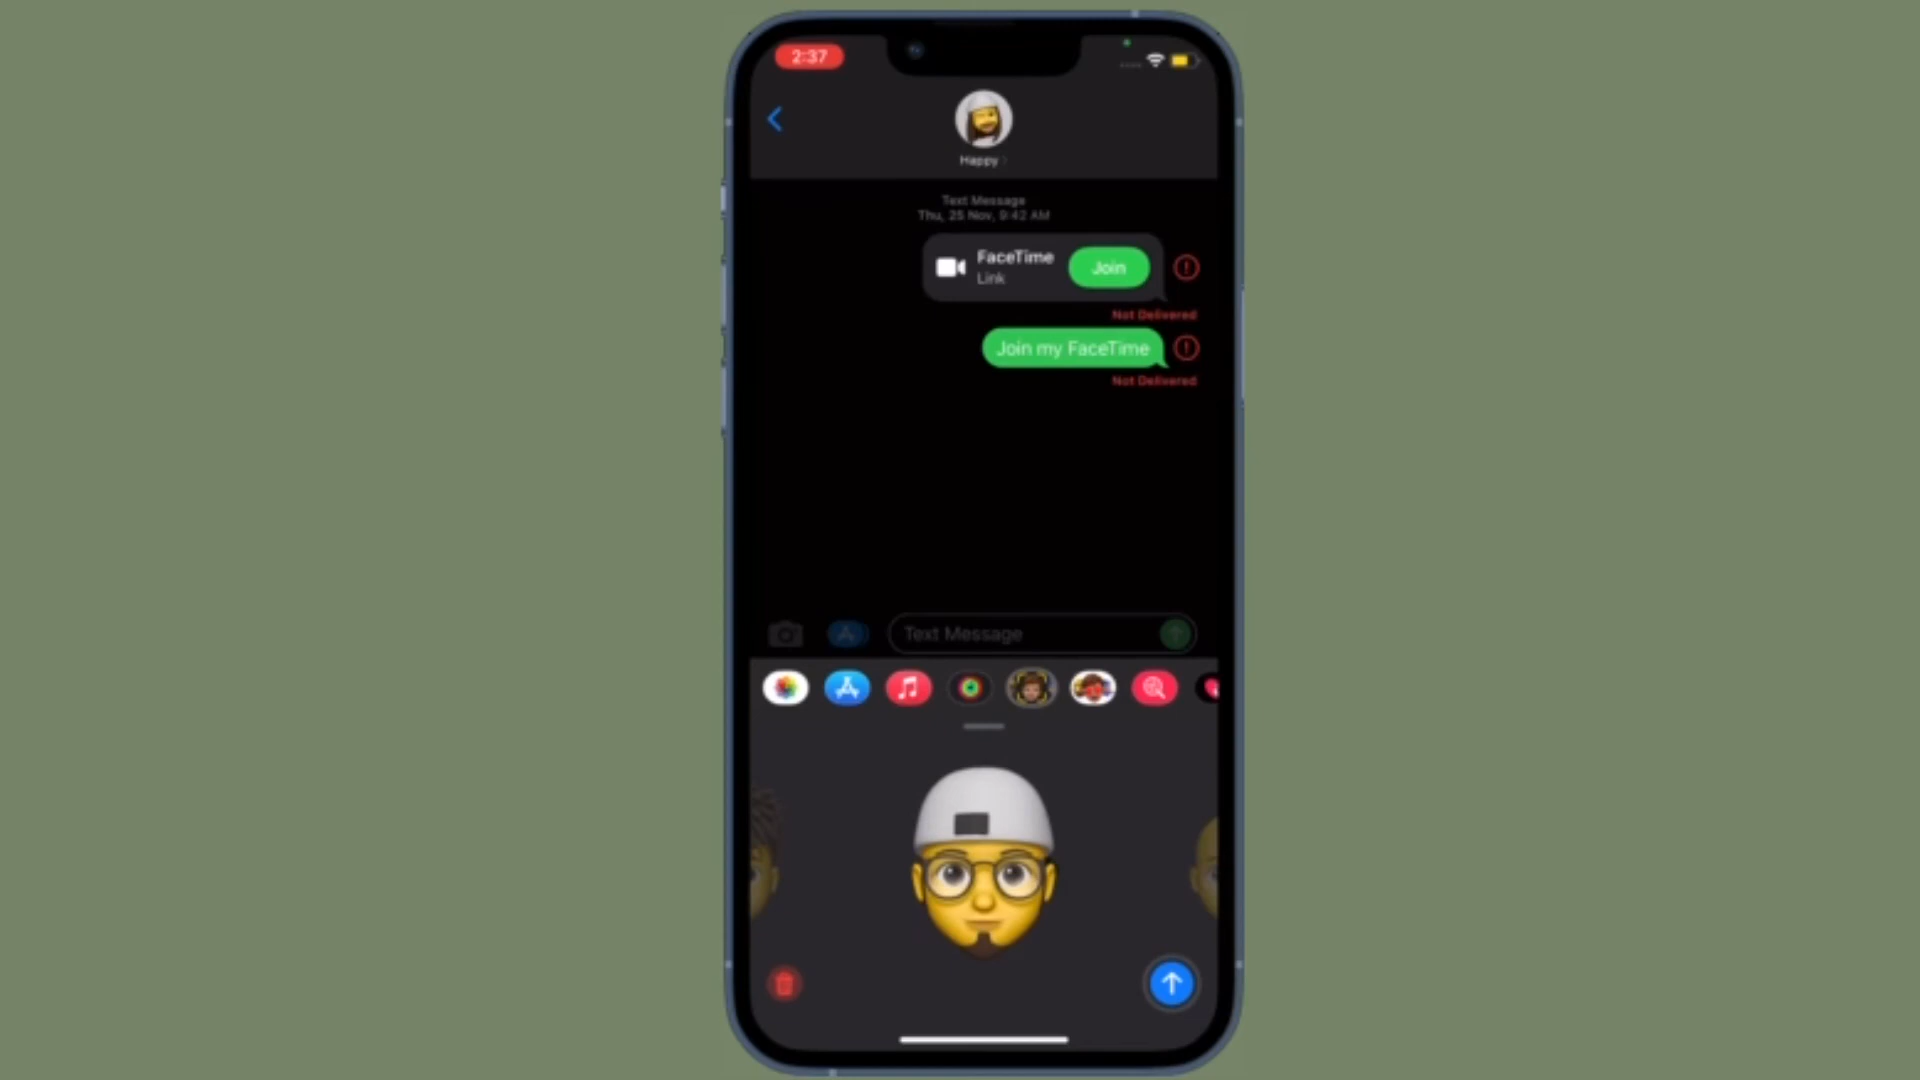 2:37
Happy
Text Message
Thu, 25 Nov, 9:42 AM
FaceTime
Link
Join
Not Delivered
Join my FaceTime
Not Delivered
Text Message